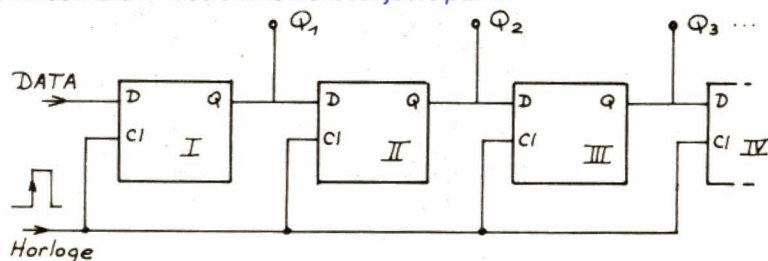 Q1 Q2 Q3 ...
DATA
D Q D Q D Q D
Cl I Cl II Cl III Cl IV
Horloge